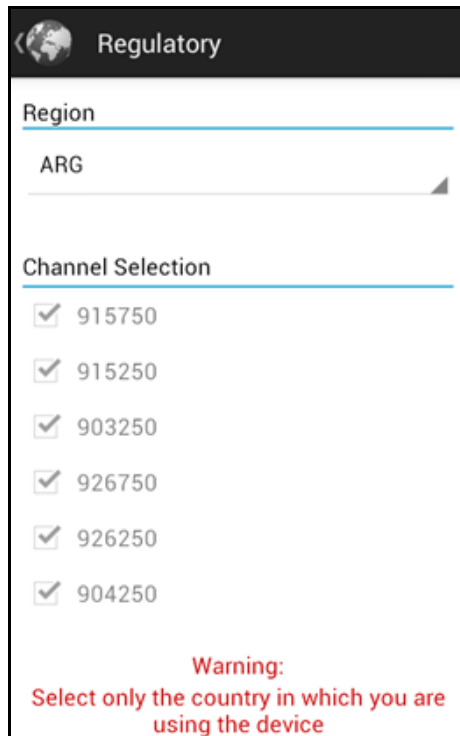 Regulatory
Region
ARG
Channel Selection
915750
915250
903250
926750
926250
904250
Warning:
Select only the country in which you are
using the device